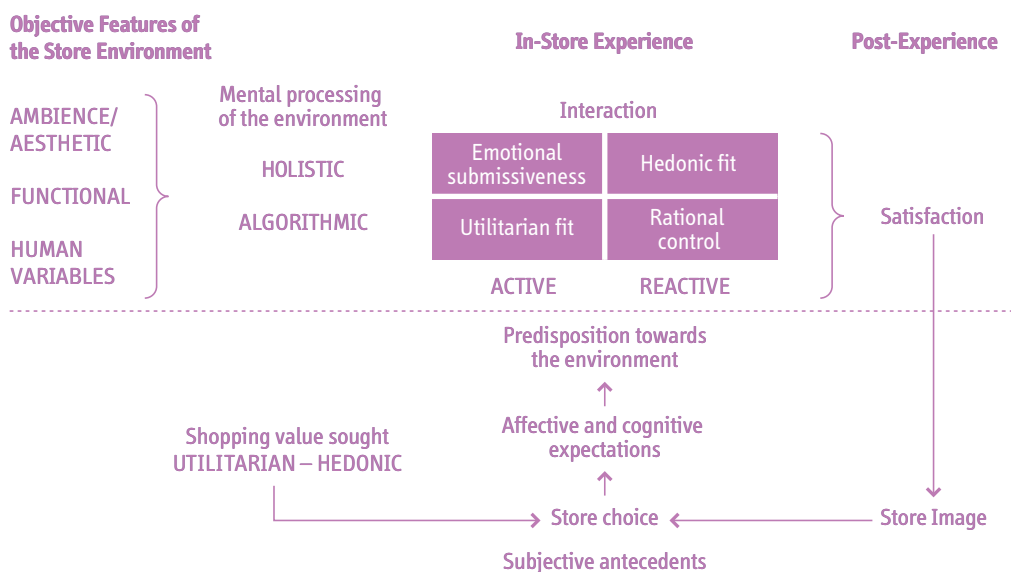 Objective Features of
the Store Environment
In-Store Experience
Post-Experience
Mental processing
of the environment
Interaction
AMBIENCE/
AESTHETIC
FUNCTIONAL
HUMAN
VARIABLES
HOLISTIC
ALGORITHMIC
Emotional
submissiveness
Hedonic fit
Utilitarian fit
Rational
control
ACTIVE
REACTIVE
Satisfaction
Predisposition towards
the environment
Affective and cognitive
expectations
Shopping value sought
UTILITARIAN – HEDONIC
Store choice
Store Image
Subjective antecedents